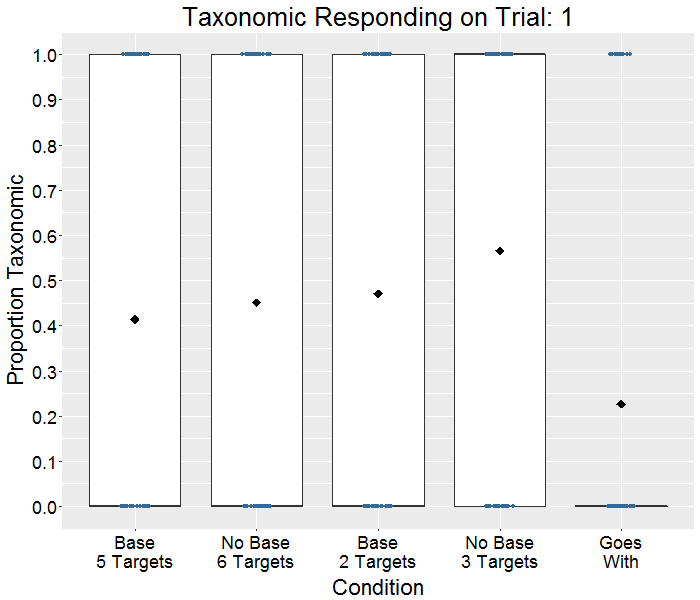 Taxonomic Responding on Trial: 1
Proportion Taxonomic
1.0
0.9
0.8
0.7
0.6
0.5
0.4
0.3
0.2
0.1
0.0
Base No Base Base No Base Goes
5 Targets 6 Targets 2 Targets 3 Targets With
Condition